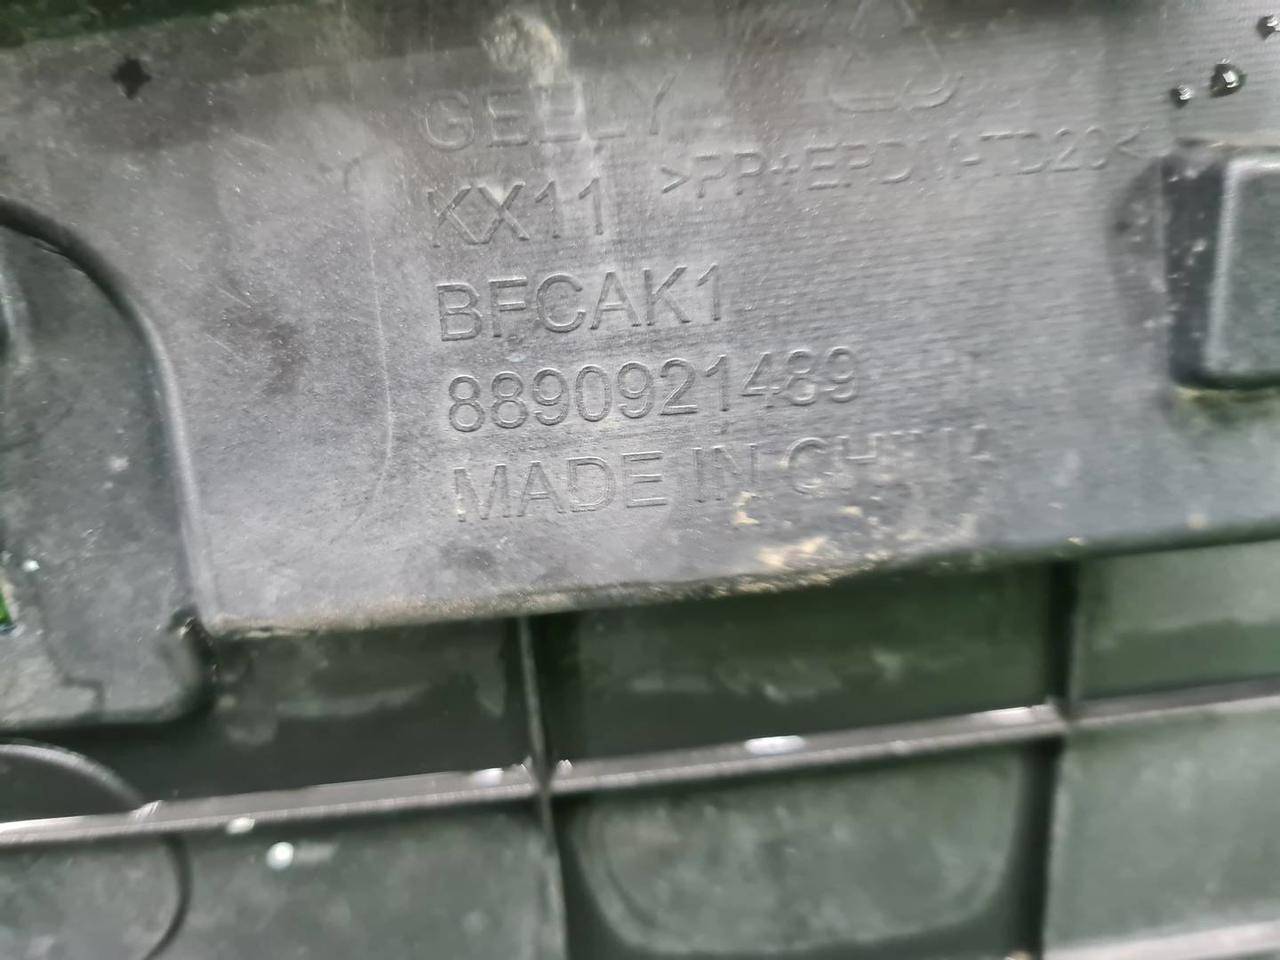 GEELY
KX11 >PP+EPDM-TD20<
BFCAK1
8890921489
MADE IN CHINA